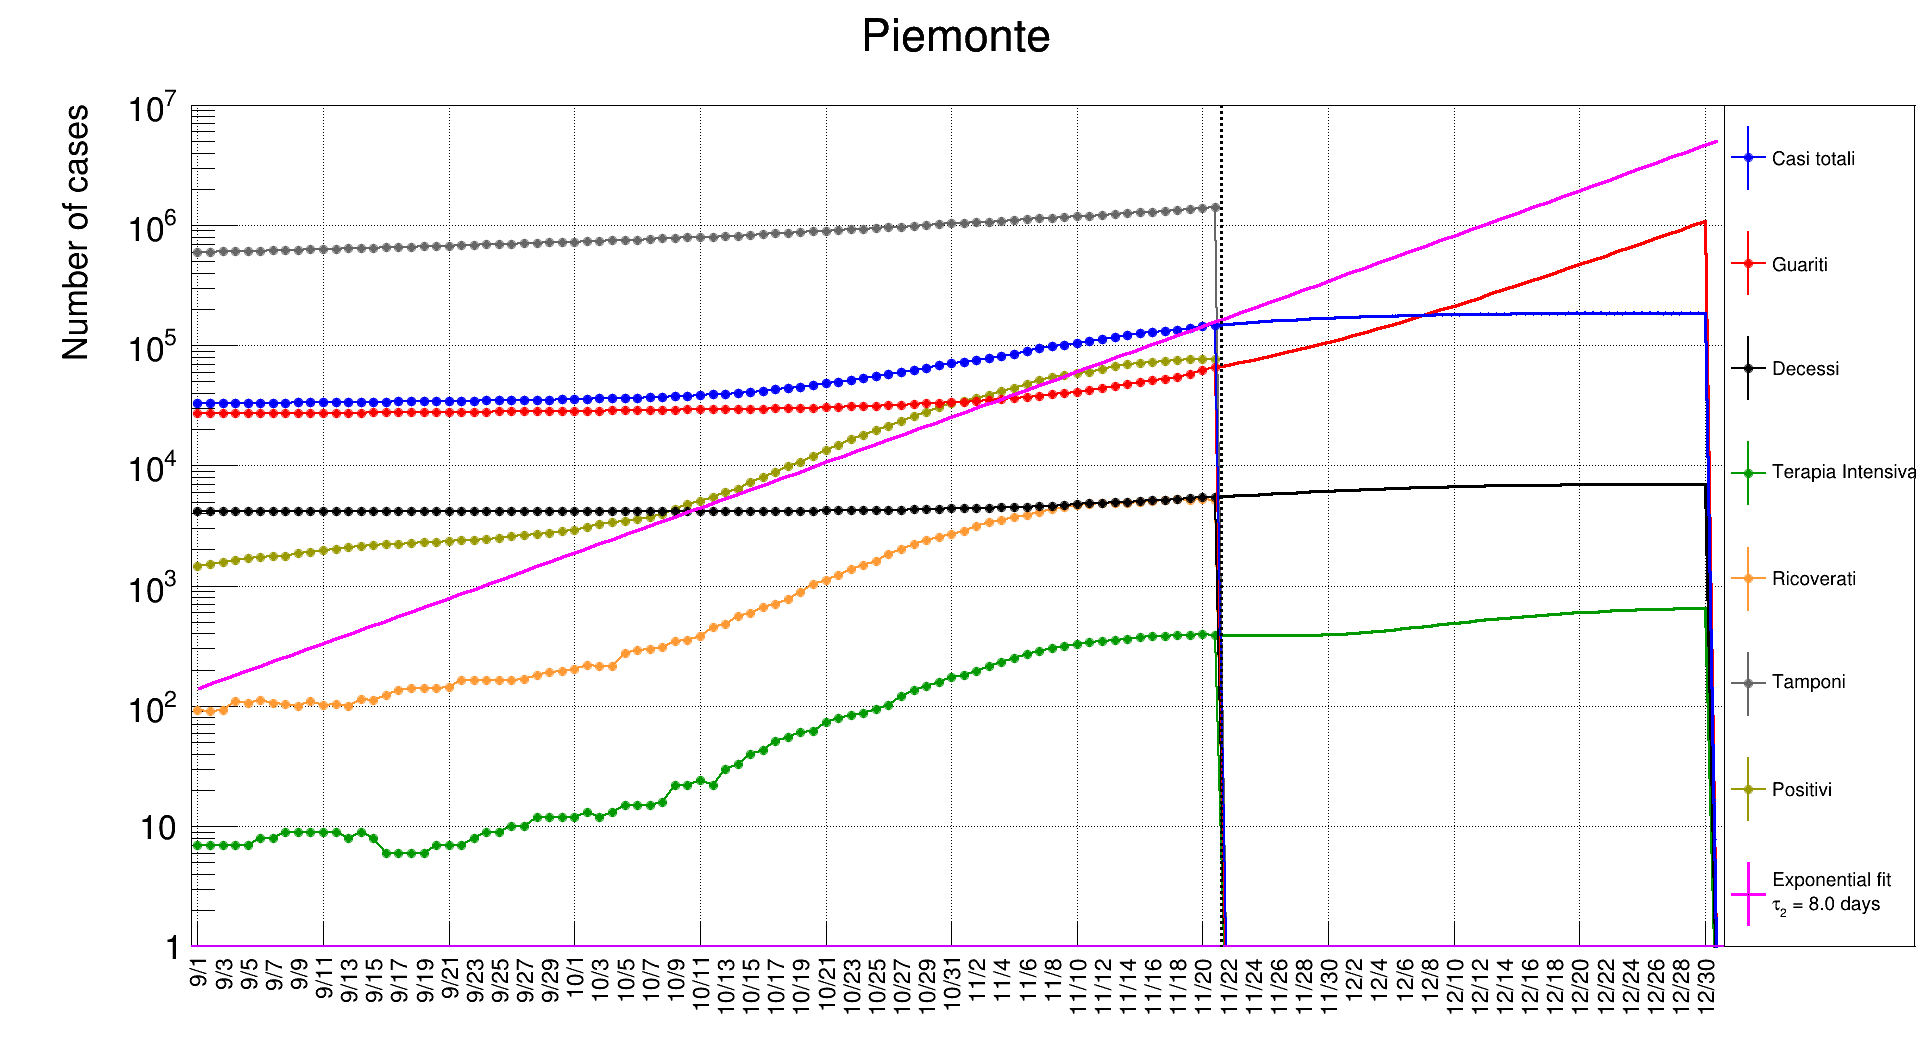 Piemonte
Number of cases
10^7
10^6
10^5
10^4
10^3
10^2
10
1
9/1 9/3 9/5 9/7 9/9 9/11 9/13 9/15 9/17 9/19 9/21 9/23 9/25 9/27 9/29 10/1 10/3 10/5 10/7 10/9 10/11 10/13 10/15 10/17 10/19 10/21 10/23 10/25 10/27 10/29 10/31 11/2 11/4 11/6 11/8 11/10 11/12 11/14 11/16 11/18 11/20 11/22 11/24 11/26 11/28 11/30 12/2 12/4 12/6 12/8 12/10 12/12 12/14 12/16 12/18 12/20 12/22 12/24 12/26 12/28 12/30
Casi totali
Guariti
Decessi
Terapia Intensiva
Ricoverati
Tamponi
Positivi
Exponential fit
τ₂ = 8.0 days